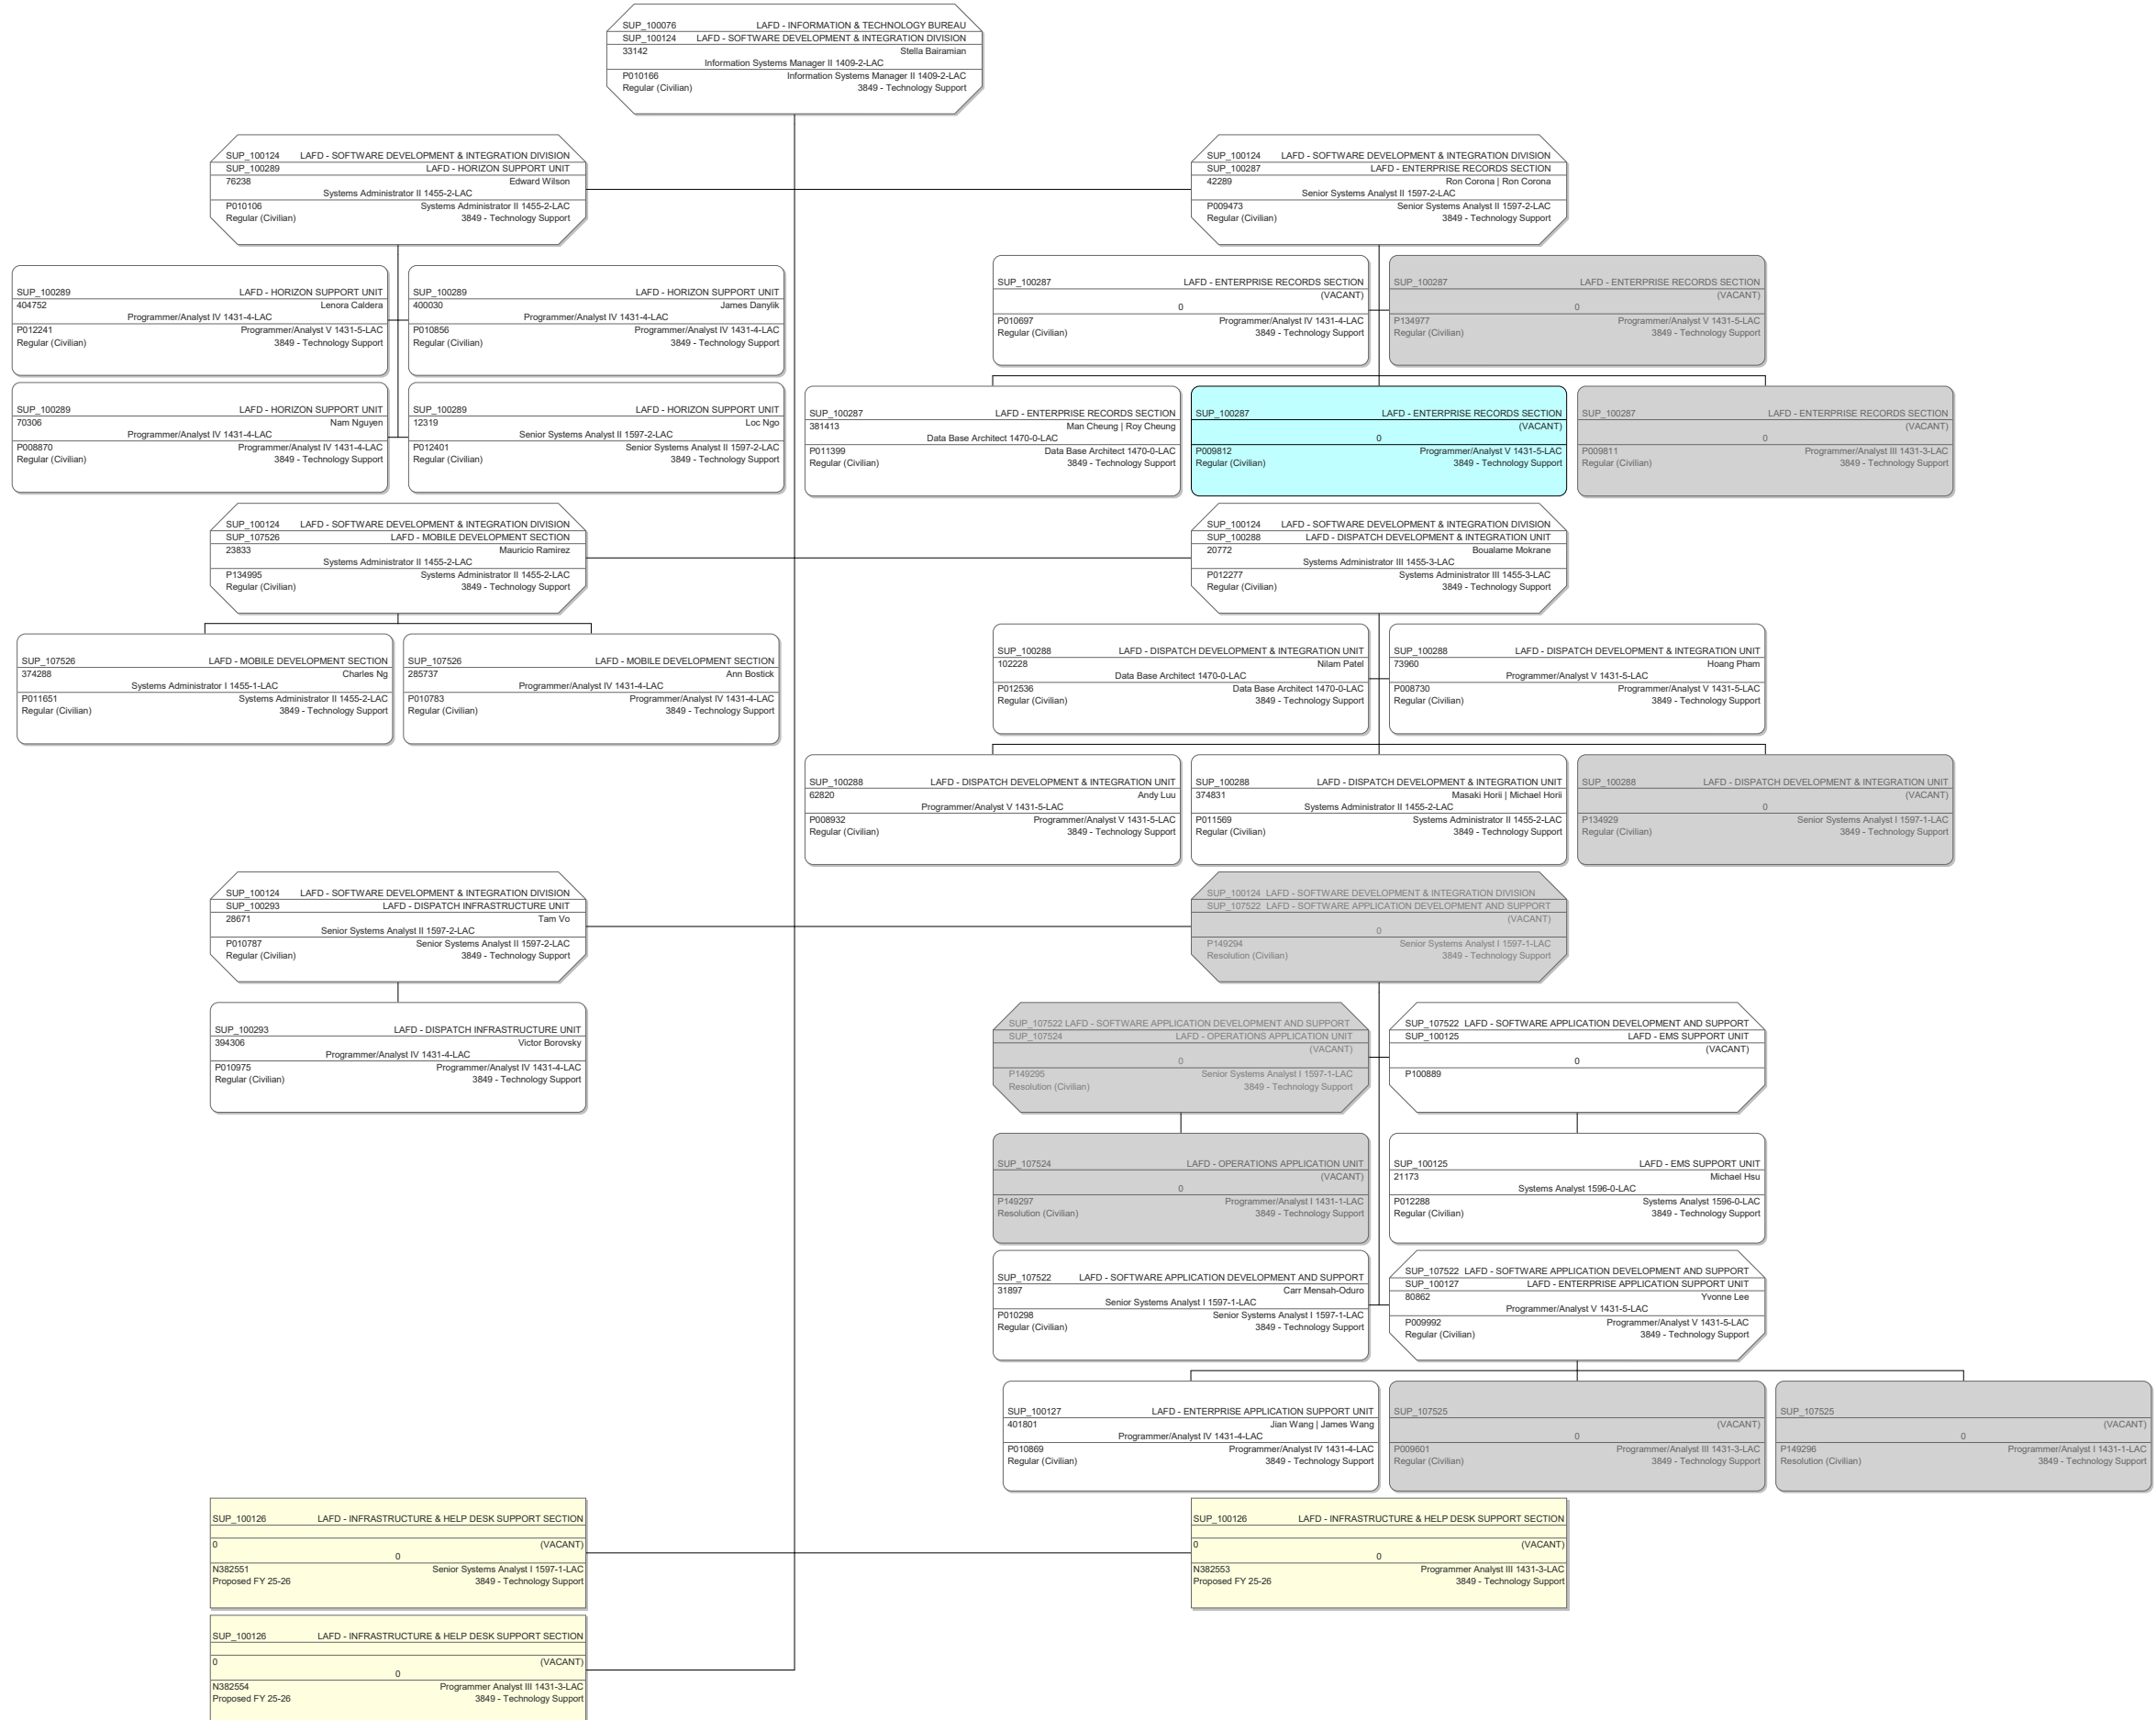 SUP_100076 LAFD - INFORMATION & TECHNOLOGY BUREAU
SUP_100124 LAFD - SOFTWARE DEVELOPMENT & INTEGRATION DIVISION
33142 Stella Bairamian
Information Systems Manager II 1409-2-LAC
P010166 Information Systems Manager II 1409-2-LAC
Regular (Civilian) 3849 - Technology Support
SUP_100124 LAFD - SOFTWARE DEVELOPMENT & INTEGRATION DIVISION
SUP_100289 LAFD - HORIZON SUPPORT UNIT
76238 Edward Wilson
Systems Administrator II 1455-2-LAC
P010106 Systems Administrator II 1455-2-LAC
Regular (Civilian) 3849 - Technology Support
SUP_100124 LAFD - SOFTWARE DEVELOPMENT & INTEGRATION DIVISION
SUP_100287 LAFD - ENTERPRISE RECORDS SECTION
42289 Ron Corona | Ron Corona
Senior Systems Analyst II 1597-2-LAC
P009473 Senior Systems Analyst II 1597-2-LAC
Regular (Civilian) 3849 - Technology Support
SUP_100289 LAFD - HORIZON SUPPORT UNIT
404752 Lenora Caldera
Programmer/Analyst IV 1431-4-LAC
P012241 Programmer/Analyst V 1431-5-LAC
Regular (Civilian) 3849 - Technology Support
SUP_100289 LAFD - HORIZON SUPPORT UNIT
400030 James Danylik
Programmer/Analyst IV 1431-4-LAC
P010856 Programmer/Analyst IV 1431-4-LAC
Regular (Civilian) 3849 - Technology Support
SUP_100287 LAFD - ENTERPRISE RECORDS SECTION
(VACANT)
0
P010697 Programmer/Analyst IV 1431-4-LAC
Regular (Civilian) 3849 - Technology Support
SUP_100287 LAFD - ENTERPRISE RECORDS SECTION
(VACANT)
0
P134977 Programmer/Analyst V 1431-5-LAC
Regular (Civilian) 3849 - Technology Support
SUP_100289 LAFD - HORIZON SUPPORT UNIT
70306 Nam Nguyen
Programmer/Analyst IV 1431-4-LAC
P008870 Programmer/Analyst IV 1431-4-LAC
Regular (Civilian) 3849 - Technology Support
SUP_100289 LAFD - HORIZON SUPPORT UNIT
12319 Loc Ngo
Senior Systems Analyst II 1597-2-LAC
P012401 Senior Systems Analyst II 1597-2-LAC
Regular (Civilian) 3849 - Technology Support
SUP_100287 LAFD - ENTERPRISE RECORDS SECTION
381413 Man Cheung | Roy Cheung
Data Base Architect 1470-0-LAC
P011399 Data Base Architect 1470-0-LAC
Regular (Civilian) 3849 - Technology Support
SUP_100287 LAFD - ENTERPRISE RECORDS SECTION
(VACANT)
0
P009812 Programmer/Analyst V 1431-5-LAC
Regular (Civilian) 3849 - Technology Support
SUP_100287 LAFD - ENTERPRISE RECORDS SECTION
(VACANT)
0
P009811 Programmer/Analyst III 1431-3-LAC
Regular (Civilian) 3849 - Technology Support
SUP_100124 LAFD - SOFTWARE DEVELOPMENT & INTEGRATION DIVISION
SUP_107526 LAFD - MOBILE DEVELOPMENT SECTION
23833 Mauricio Ramirez
Systems Administrator II 1455-2-LAC
P134995 Systems Administrator II 1455-2-LAC
Regular (Civilian) 3849 - Technology Support
SUP_100124 LAFD - SOFTWARE DEVELOPMENT & INTEGRATION DIVISION
SUP_100288 LAFD - DISPATCH DEVELOPMENT & INTEGRATION UNIT
20772 Boualame Mokrane
Systems Administrator III 1455-3-LAC
P012277 Systems Administrator III 1455-3-LAC
Regular (Civilian) 3849 - Technology Support
SUP_107526 LAFD - MOBILE DEVELOPMENT SECTION
374288 Charles Ng
Systems Administrator I 1455-1-LAC
P011651 Systems Administrator II 1455-2-LAC
Regular (Civilian) 3849 - Technology Support
SUP_107526 LAFD - MOBILE DEVELOPMENT SECTION
285737 Ann Bostick
Programmer/Analyst IV 1431-4-LAC
P010783 Programmer/Analyst IV 1431-4-LAC
Regular (Civilian) 3849 - Technology Support
SUP_100288 LAFD - DISPATCH DEVELOPMENT & INTEGRATION UNIT
102228 Nilam Patel
Data Base Architect 1470-0-LAC
P012536 Data Base Architect 1470-0-LAC
Regular (Civilian) 3849 - Technology Support
SUP_100288 LAFD - DISPATCH DEVELOPMENT & INTEGRATION UNIT
73960 Hoang Pham
Programmer/Analyst V 1431-5-LAC
P008730 Programmer/Analyst V 1431-5-LAC
Regular (Civilian) 3849 - Technology Support
SUP_100288 LAFD - DISPATCH DEVELOPMENT & INTEGRATION UNIT
62820 Andy Luu
Programmer/Analyst V 1431-5-LAC
P008932 Programmer/Analyst V 1431-5-LAC
Regular (Civilian) 3849 - Technology Support
SUP_100288 LAFD - DISPATCH DEVELOPMENT & INTEGRATION UNIT
374831 Masaki Horii | Michael Horii
Systems Administrator II 1455-2-LAC
P011569 Systems Administrator II 1455-2-LAC
Regular (Civilian) 3849 - Technology Support
SUP_100288 LAFD - DISPATCH DEVELOPMENT & INTEGRATION UNIT
(VACANT)
0
P134929 Senior Systems Analyst I 1597-1-LAC
Regular (Civilian) 3849 - Technology Support
SUP_100124 LAFD - SOFTWARE DEVELOPMENT & INTEGRATION DIVISION
SUP_100293 LAFD - DISPATCH INFRASTRUCTURE UNIT
28671 Tam Vo
Senior Systems Analyst II 1597-2-LAC
P010787 Senior Systems Analyst II 1597-2-LAC
Regular (Civilian) 3849 - Technology Support
SUP_100124 LAFD - SOFTWARE DEVELOPMENT & INTEGRATION DIVISION
SUP_107522 LAFD - SOFTWARE APPLICATION DEVELOPMENT AND SUPPORT
(VACANT)
0
P149294 Senior Systems Analyst I 1597-1-LAC
Resolution (Civilian) 3849 - Technology Support
SUP_100293 LAFD - DISPATCH INFRASTRUCTURE UNIT
394306 Victor Borovsky
Programmer/Analyst IV 1431-4-LAC
P010975 Programmer/Analyst IV 1431-4-LAC
Regular (Civilian) 3849 - Technology Support
SUP_107522 LAFD - SOFTWARE APPLICATION DEVELOPMENT AND SUPPORT
SUP_107524 LAFD - OPERATIONS APPLICATION UNIT
(VACANT)
0
P149295 Senior Systems Analyst I 1597-1-LAC
Resolution (Civilian) 3849 - Technology Support
SUP_107522 LAFD - SOFTWARE APPLICATION DEVELOPMENT AND SUPPORT
SUP_100125 LAFD - EMS SUPPORT UNIT
(VACANT)
0
P100889
SUP_107524 LAFD - OPERATIONS APPLICATION UNIT
(VACANT)
0
P149297 Programmer/Analyst I 1431-1-LAC
Resolution (Civilian) 3849 - Technology Support
SUP_100125 LAFD - EMS SUPPORT UNIT
21173 Michael Hsu
Systems Analyst 1596-0-LAC
P012288 Systems Analyst 1596-0-LAC
Regular (Civilian) 3849 - Technology Support
SUP_107522 LAFD - SOFTWARE APPLICATION DEVELOPMENT AND SUPPORT
31897 Carr Mensah-Oduro
Senior Systems Analyst I 1597-1-LAC
P010298 Senior Systems Analyst I 1597-1-LAC
Regular (Civilian) 3849 - Technology Support
SUP_107522 LAFD - SOFTWARE APPLICATION DEVELOPMENT AND SUPPORT
SUP_100127 LAFD - ENTERPRISE APPLICATION SUPPORT UNIT
80862 Yvonne Lee
Programmer/Analyst V 1431-5-LAC
P009992 Programmer/Analyst V 1431-5-LAC
Regular (Civilian) 3849 - Technology Support
SUP_100127 LAFD - ENTERPRISE APPLICATION SUPPORT UNIT
401801 Jian Wang | James Wang
Programmer/Analyst IV 1431-4-LAC
P010869 Programmer/Analyst IV 1431-4-LAC
Regular (Civilian) 3849 - Technology Support
SUP_107525
(VACANT)
0
P009601 Programmer/Analyst III 1431-3-LAC
Regular (Civilian) 3849 - Technology Support
SUP_107525
(VACANT)
0
P149296 Programmer/Analyst I 1431-1-LAC
Resolution (Civilian) 3849 - Technology Support
SUP_100126 LAFD - INFRASTRUCTURE & HELP DESK SUPPORT SECTION
0 (VACANT)
0
N382551 Senior Systems Analyst I 1597-1-LAC
Proposed FY 25-26 3849 - Technology Support
SUP_100126 LAFD - INFRASTRUCTURE & HELP DESK SUPPORT SECTION
0 (VACANT)
0
N382553 Programmer Analyst III 1431-3-LAC
Proposed FY 25-26 3849 - Technology Support
SUP_100126 LAFD - INFRASTRUCTURE & HELP DESK SUPPORT SECTION
0 (VACANT)
0
N382554 Programmer Analyst III 1431-3-LAC
Proposed FY 25-26 3849 - Technology Support